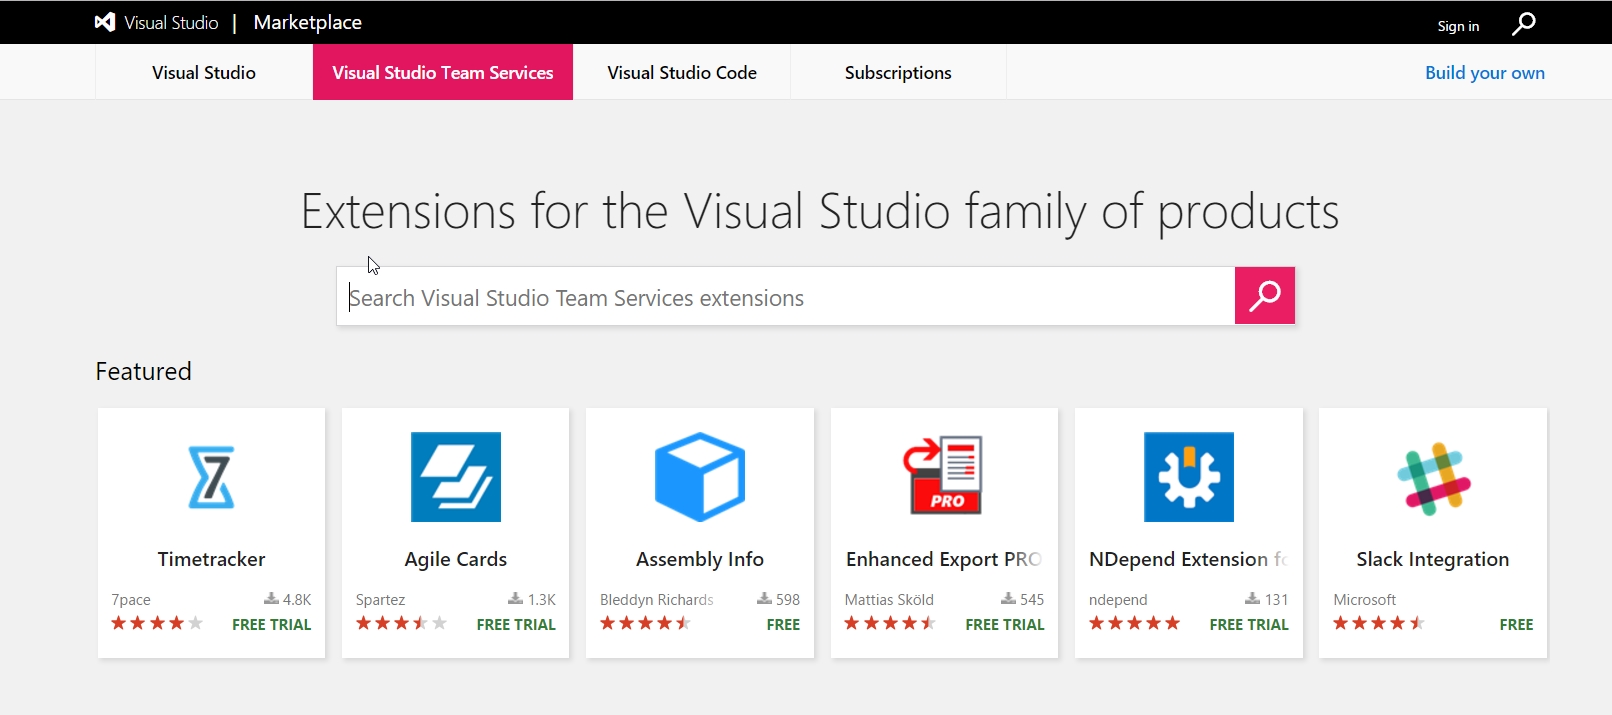 Visual Studio | Marketplace
Sign in
Visual Studio
Visual Studio Team Services
Visual Studio Code
Subscriptions
Build your own
Extensions for the Visual Studio family of products
Search Visual Studio Team Services extensions
Featured
7
Timetracker
7pace 4.8K
FREE TRIAL
Agile Cards
Spartez 1.3K
FREE TRIAL
Assembly Info
Bleddyn Richards 598
FREE
PRO
Enhanced Export PRO
Mattias Sköld 545
FREE TRIAL
NDepend Extension fo
ndepend 131
FREE TRIAL
Slack Integration
Microsoft
FREE